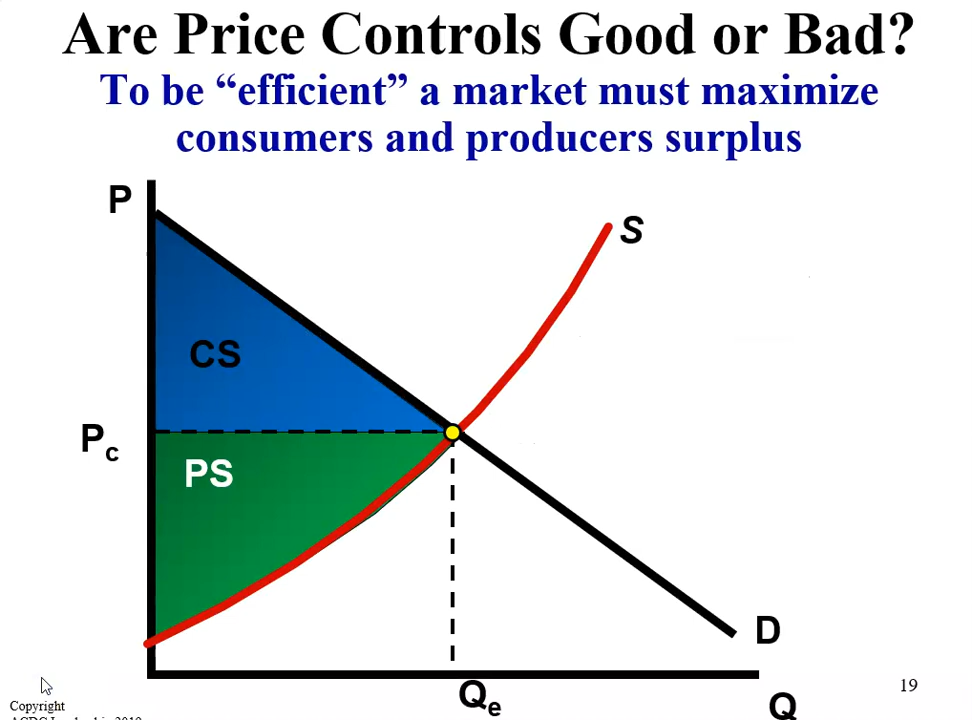 Are Price Controls Good or Bad?
To be “efficient” a market must maximize
consumers and producers surplus
P
S
CS
Pc
PS
D
19
Qe
Q
Copyright